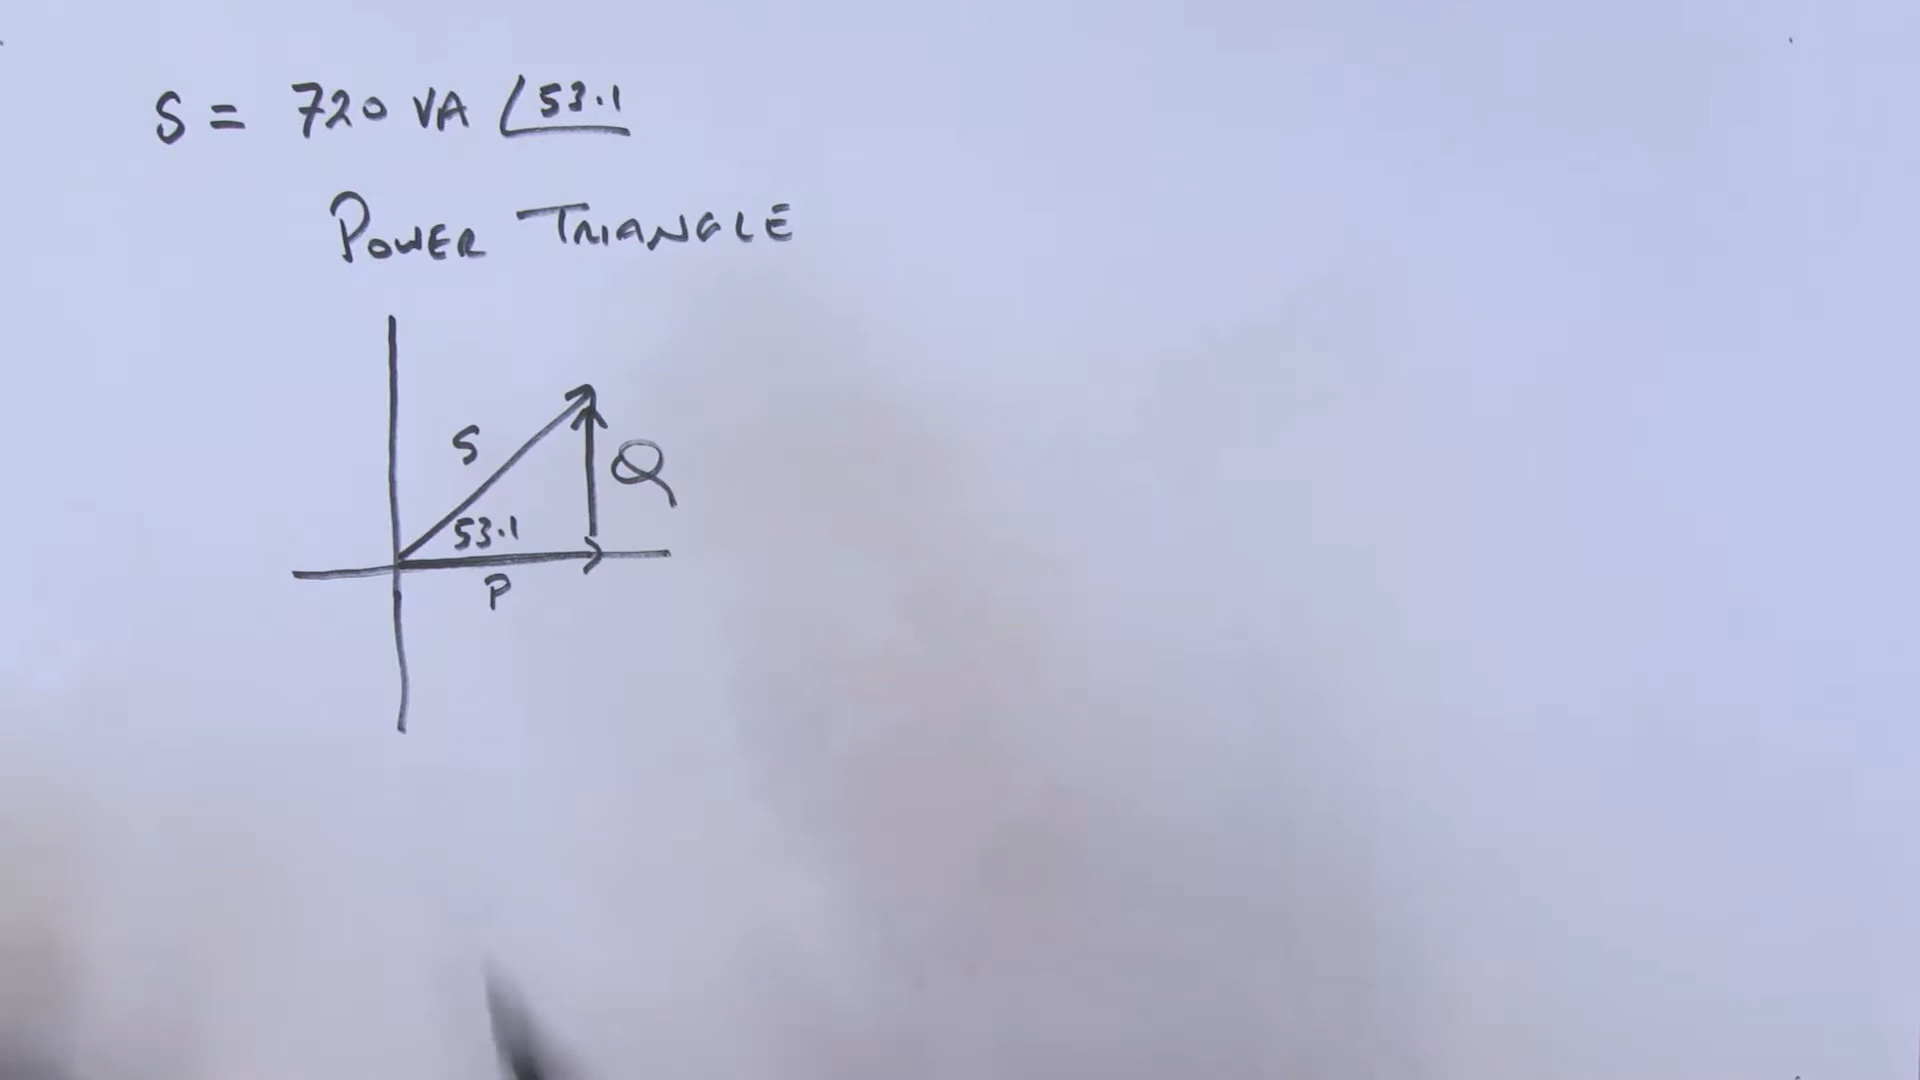 S = 720 VA ∠53.1
POWER TRIANGLE
S
Q
53.1
P